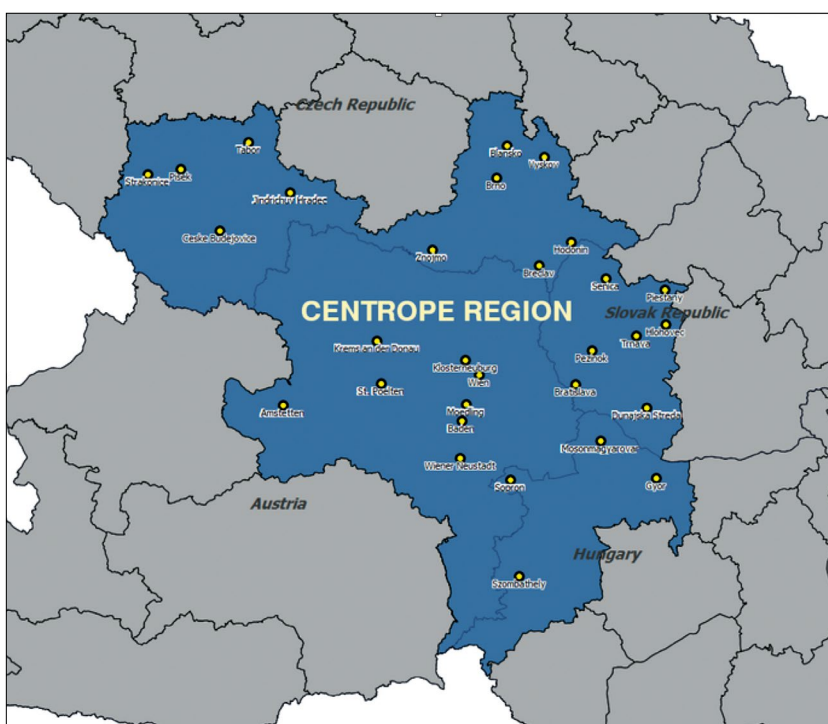 Czech Republic
Tabor
Blansko
Vyskov
Strakonice
Pisek
Brno
Jindrichuv Hradec
Ceske Budejovice
Znojmo
Hodonin
Breclav
Senica
Piestany
CENTROPE REGION
Slovak Republic
Hlohovec
Trnava
Krems an der Donau
Pezinok
Klosterneuburg
Wien
St. Poelten
Bratislava
Amstetten
Moedling
Dunajska Streda
Baden
Mosonmagyarovar
Wiener Neustadt
Sopron
Gyor
Austria
Hungary
Szombathely